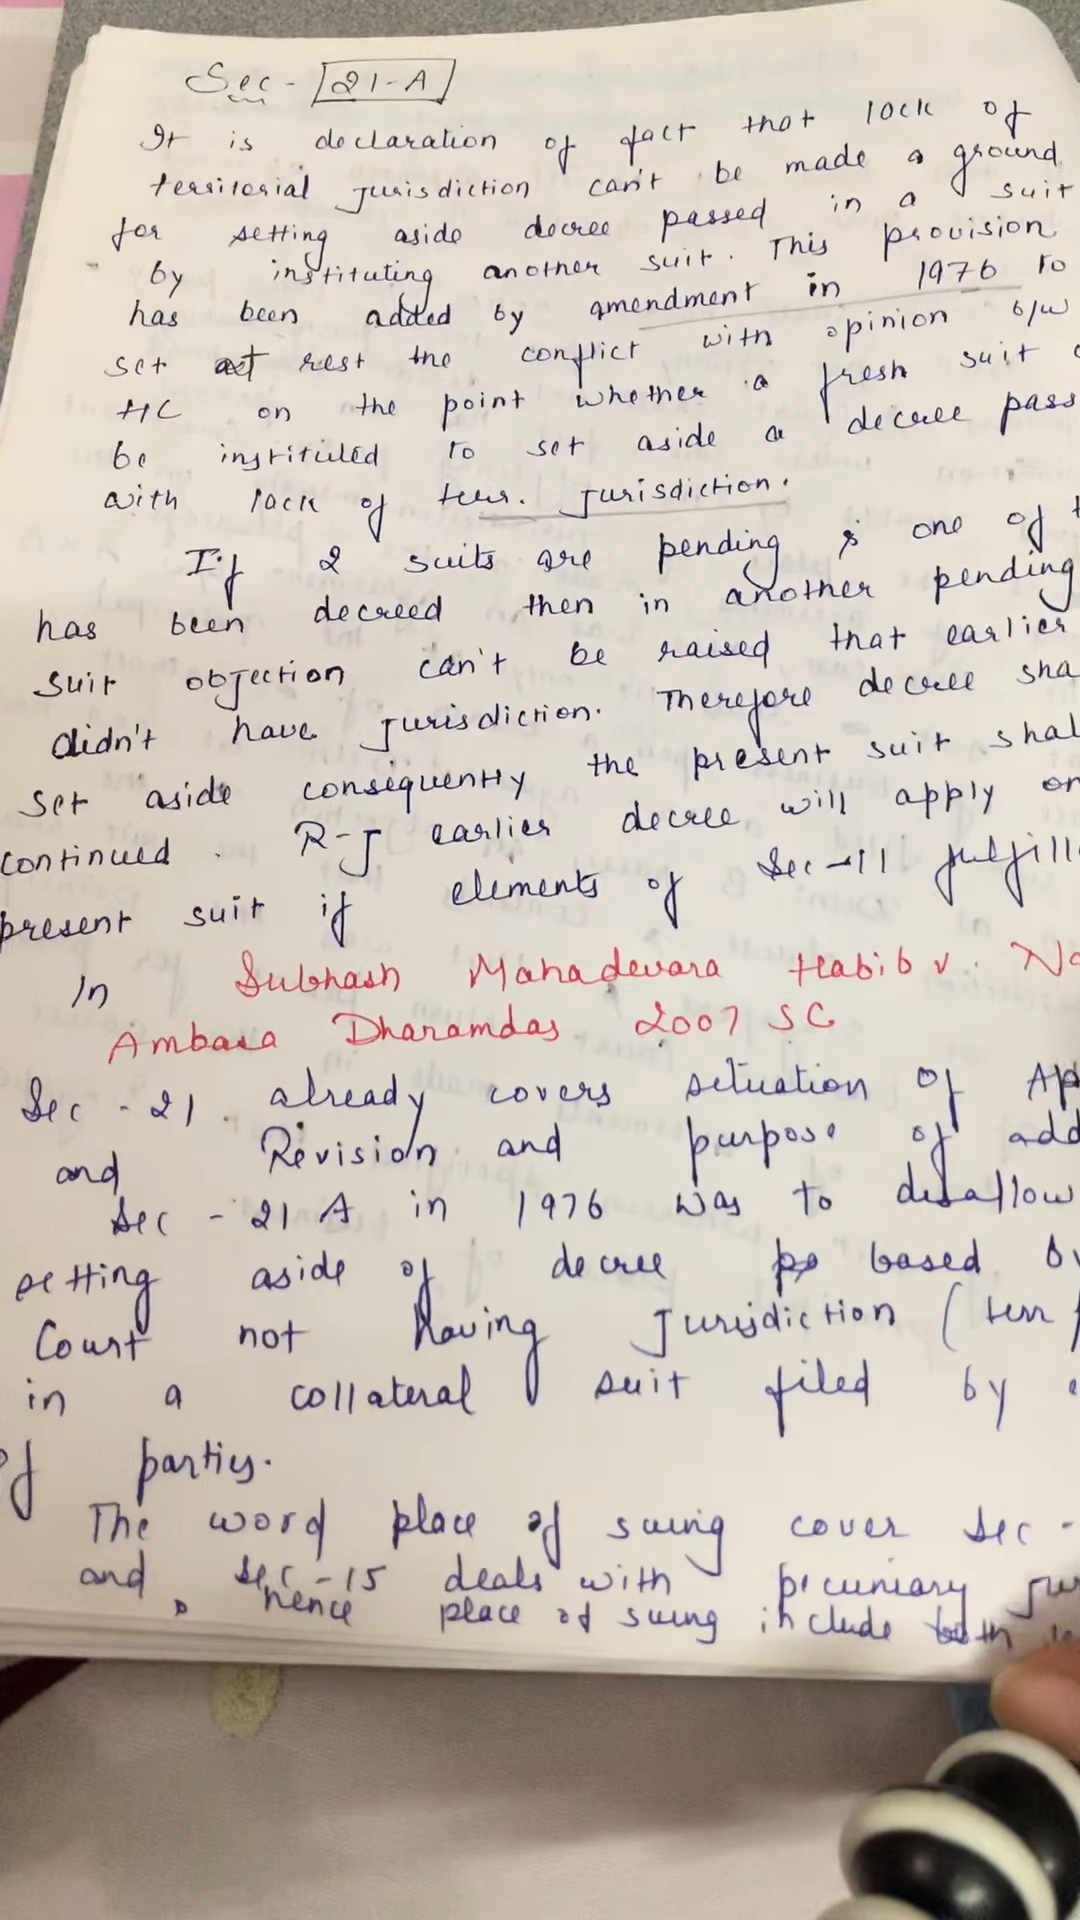 Sec - 21-A
It is declaration of fact that lack of
territorial jurisdiction can't be made a ground
for setting aside decree passed in a suit
by instituting another suit. This provision
has been added by amendment in 1976 to
set at rest the conflict with opinion b/w
HC on the point whether a fresh suit
be instituted to set aside a decree pass
with lack of terr. jurisdiction.
If 2 suits are pending & one of
has been decreed then in another pending
suit objection can't be raised that earlier
didn't have jurisdiction. Therefore decree sha
set aside consequently the present suit shal
continued. R-J earlier decree will apply on
present suit if elements of Sec-11 fulfill
In Subhash Mahadevara Habib v. Na
Ambasa Dharamdas 2007 SC
Sec - 21 already covers situation of Ap
and Revision and purpose of add
Sec - 21 A in 1976 was to disallow
setting aside of decree based
Court not having jurisdiction (terr
in a collateral suit filed by
of parties.
The word place of suing cover Sec -
and Sec-15 deals with pecuniary jur
hence place of suing include both